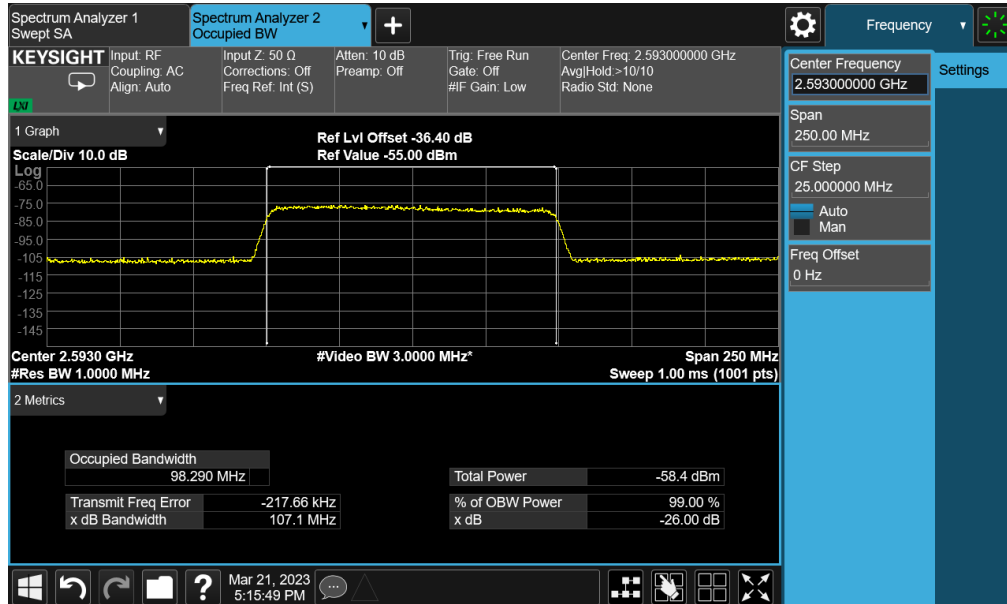 Spectrum Analyzer 1
Swept SA
Spectrum Analyzer 2
Occupied BW
Frequency
KEYSIGHT
LXI
Input: RF
Coupling: AC
Align: Auto
Input Z: 50 Ω
Corrections: Off
Freq Ref: Int (S)
Atten: 10 dB
Preamp: Off
Trig: Free Run
Gate: Off
#IF Gain: Low
Center Freq: 2.593000000 GHz
Avg|Hold:>10/10
Radio Std: None
Center Frequency
2.593000000 GHz
Settings
Span
250.00 MHz
CF Step
25.000000 MHz
Auto
Man
Freq Offset
0 Hz
1 Graph
Scale/Div 10.0 dB
Ref Lvl Offset -36.40 dB
Ref Value -55.00 dBm
Log
-65.0
-75.0
-85.0
-95.0
-105
-115
-125
-135
-145
Center 2.5930 GHz
#Res BW 1.0000 MHz
#Video BW 3.0000 MHz*
Span 250 MHz
Sweep 1.00 ms (1001 pts)
2 Metrics
Occupied Bandwidth
98.290 MHz
Total Power -58.4 dBm
Transmit Freq Error -217.66 kHz
% of OBW Power 99.00 %
x dB Bandwidth 107.1 MHz
x dB -26.00 dB
?
Mar 21, 2023
5:15:49 PM